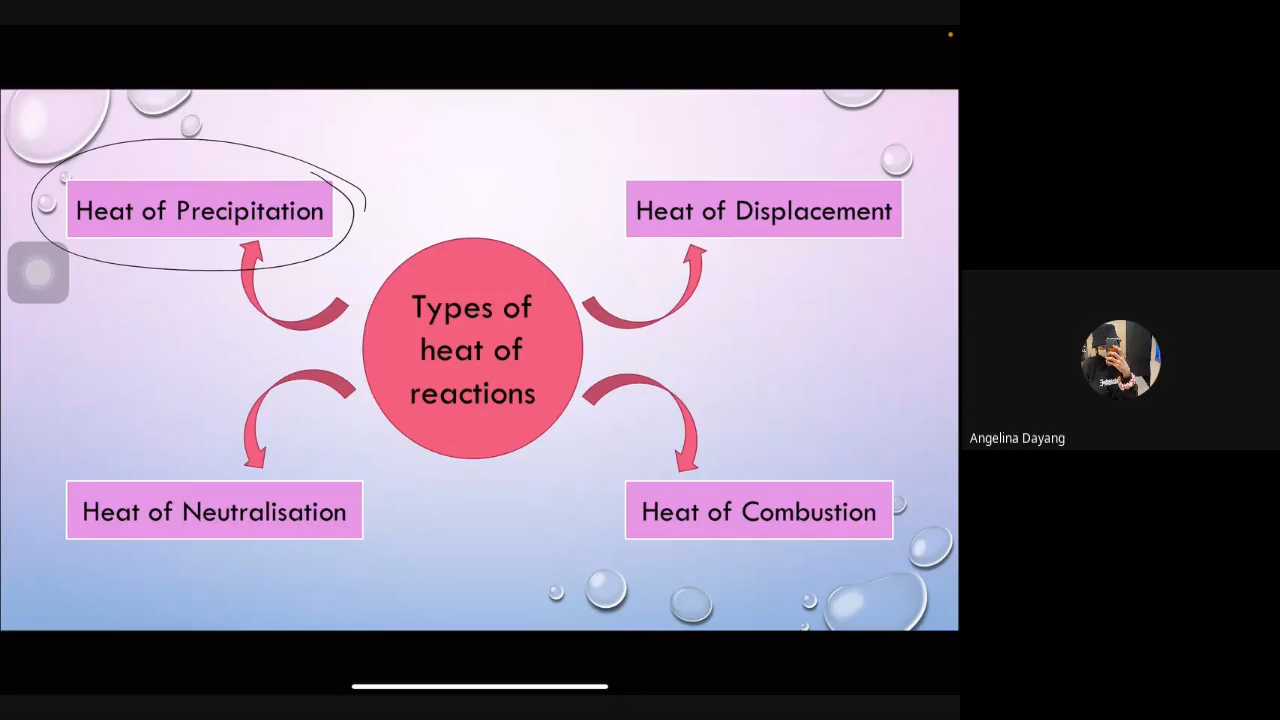 Heat of Precipitation
Heat of Displacement
Types of
heat of
reactions
Heat of Neutralisation
Heat of Combustion
Angelina Dayang